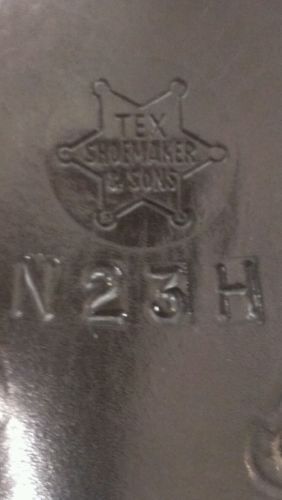 TEX
SHOEMAKER
& SONS
N23H